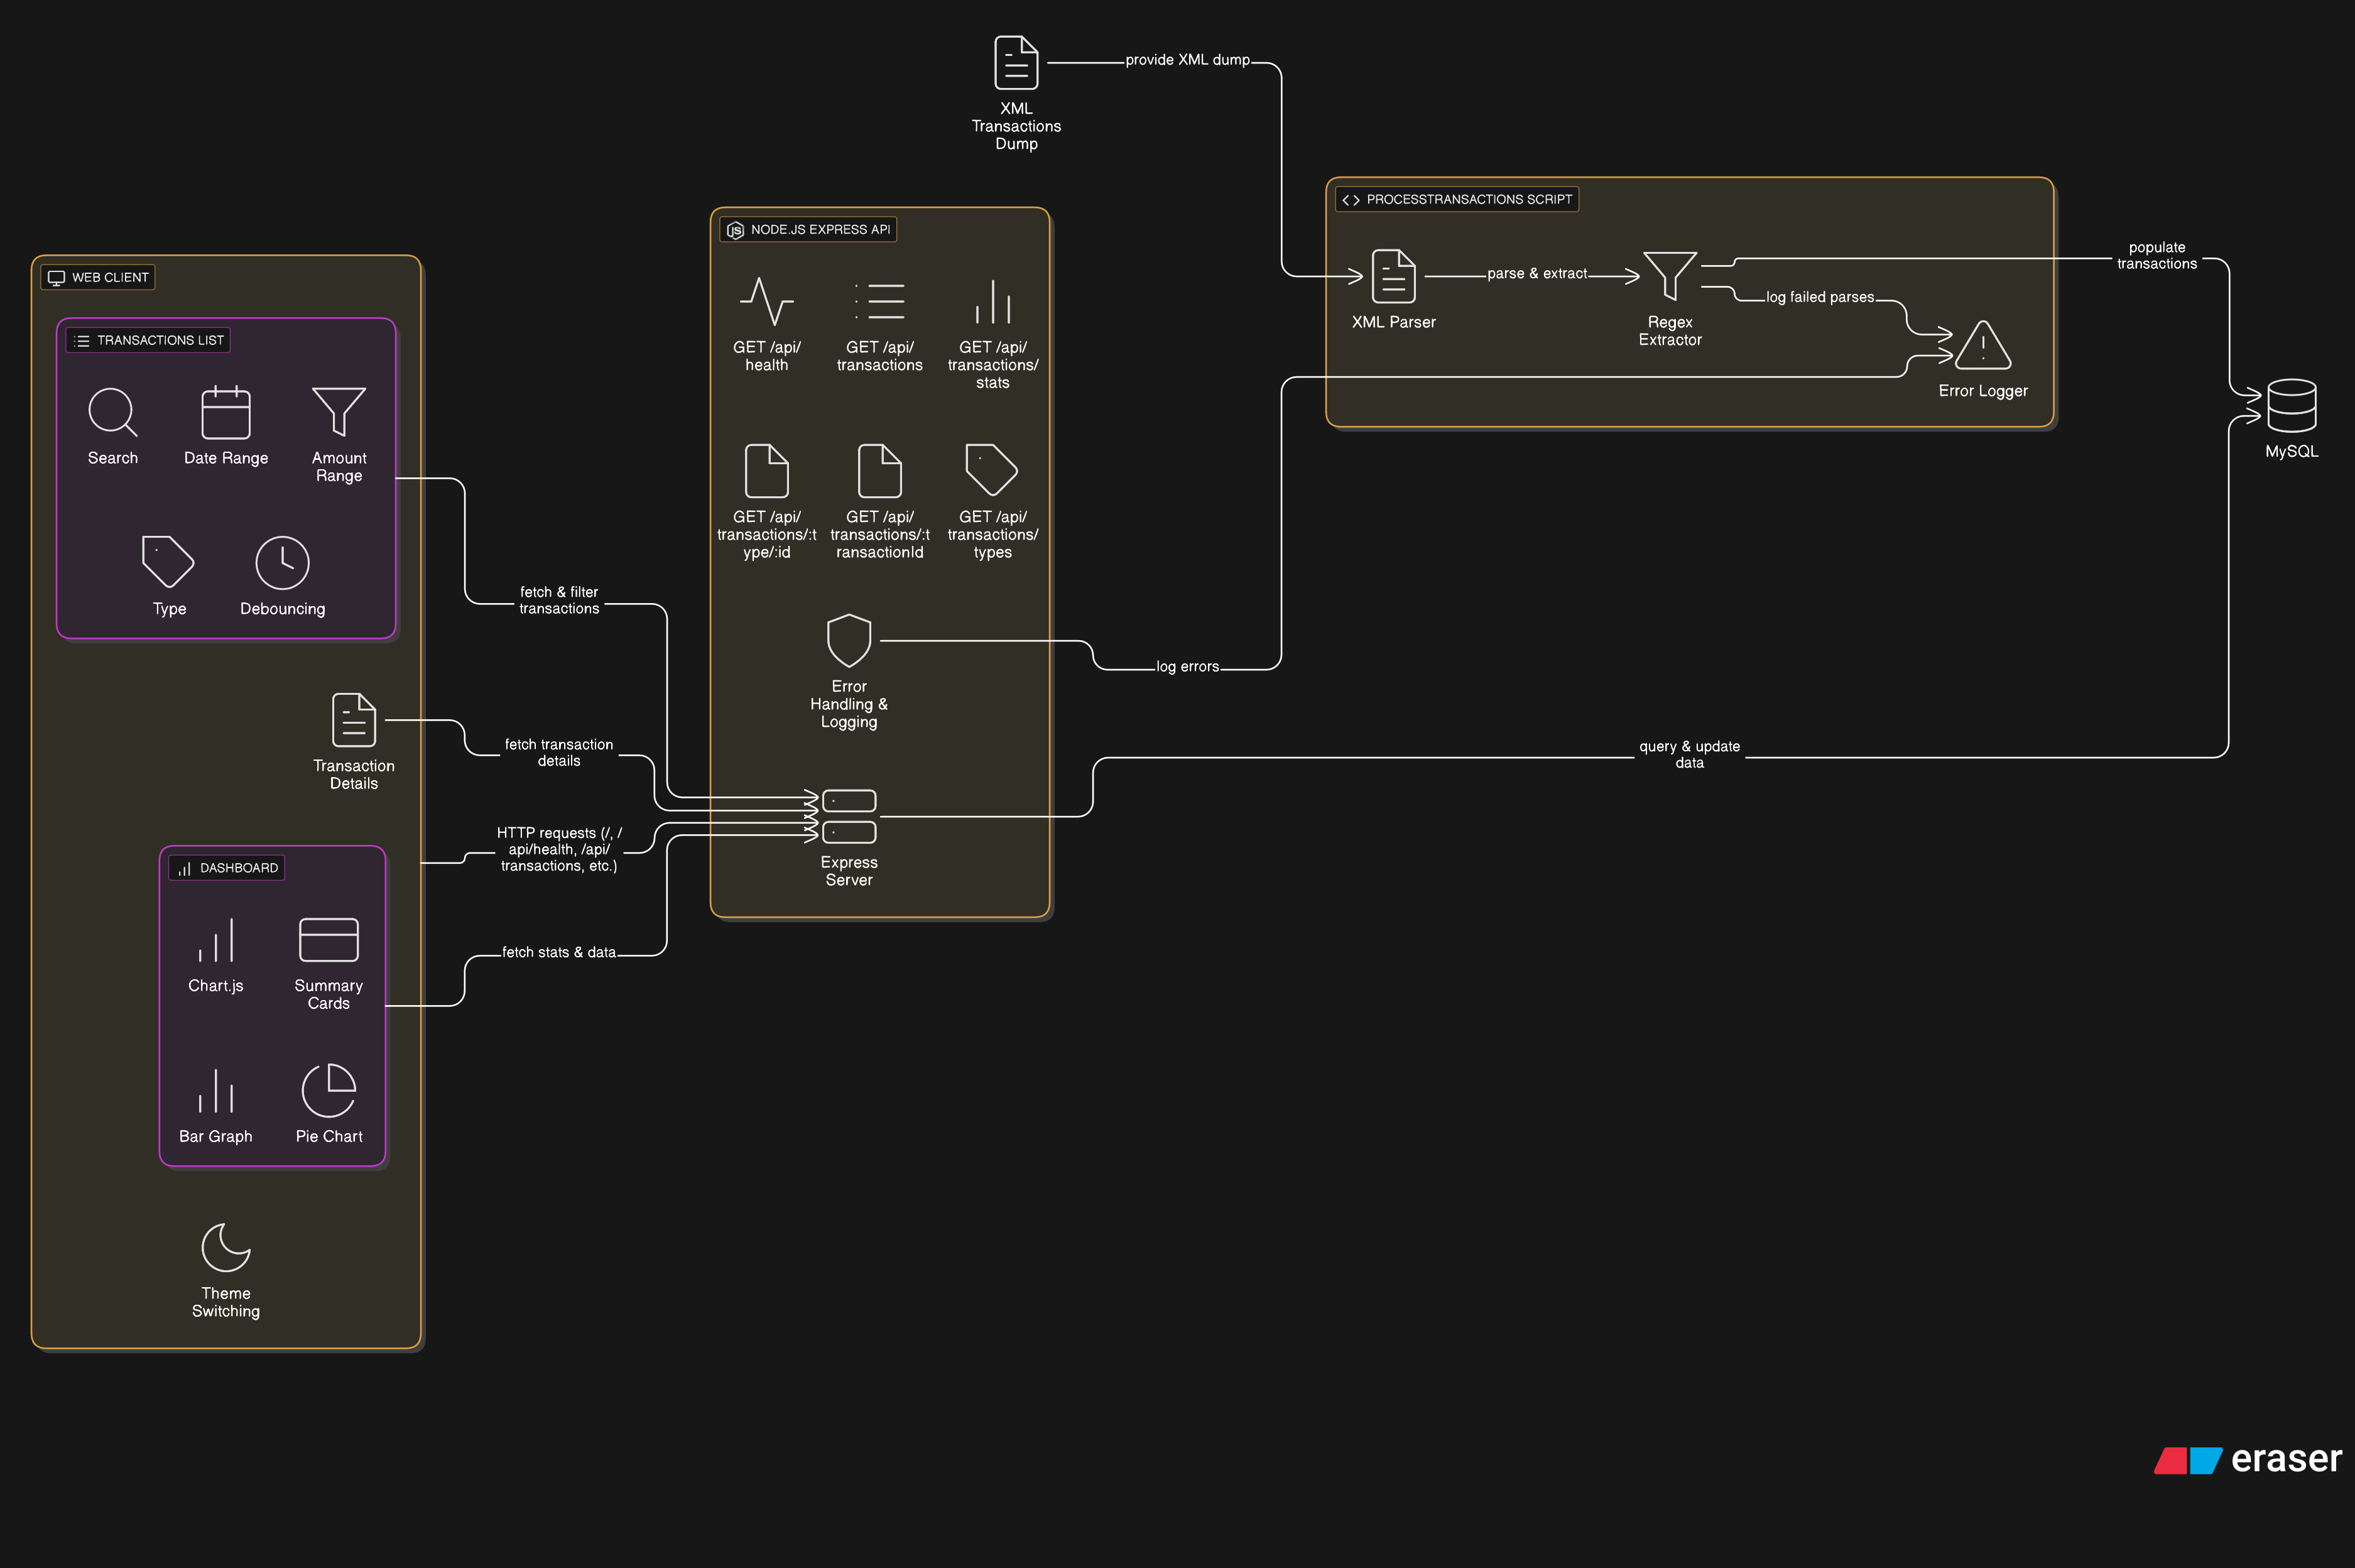 provide XML dump
XML
Transactions
Dump
WEB CLIENT
TRANSACTIONS LIST
Search
Date Range
Amount
Range
Type
Debouncing
Transaction
Details
DASHBOARD
Chart.js
Summary
Cards
Bar Graph
Pie Chart
Theme
Switching
fetch & filter
transactions
fetch transaction
details
HTTP requests (/, /
api/health, /api/
transactions, etc.)
fetch stats & data
NODE.JS EXPRESS API
GET /api/
health
GET /api/
transactions
GET /api/
transactions/
stats
GET /api/
transactions/:t
ype/:id
GET /api/
transactions/:t
ransactionId
GET /api/
transactions/
types
Error
Handling &
Logging
Express
Server
log errors
query & update
data
PROCESSTRANSACTIONS SCRIPT
XML Parser
parse & extract
Regex
Extractor
log failed parses
Error Logger
populate
transactions
MySQL
eraser